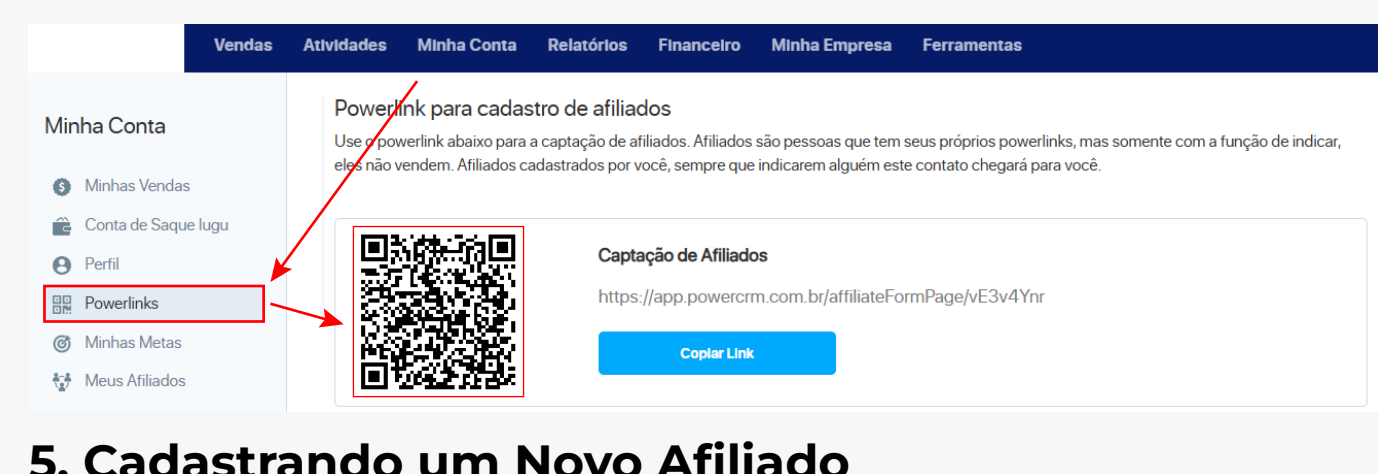 Vendas Atividades Minha Conta Relatórios Financeiro Minha Empresa Ferramentas
Minha Conta
Minhas Vendas
Conta de Saque Iugu
Perfil
Powerlinks
Minhas Metas
Meus Afiliados
Powerlink para cadastro de afiliados
Use o powerlink abaixo para a captação de afiliados. Afiliados são pessoas que tem seus próprios powerlinks, mas somente com a função de indicar,
eles não vendem. Afiliados cadastrados por você, sempre que indicarem alguém este contato chegará para você.
Captação de Afiliados
https://app.powercrm.com.br/affiliateFormPage/vE3v4Ynr
Copiar Link
5. Cadastrando um Novo Afiliado